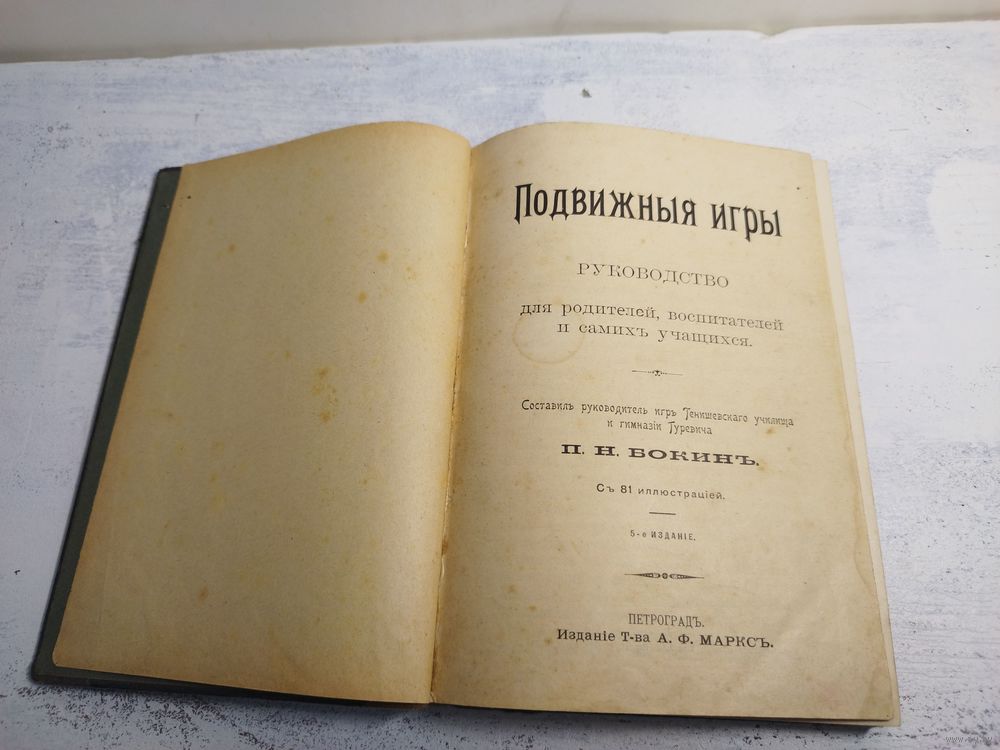 Подвижныя игры
РУКОВОДСТВО
для родителей, воспитателей
и самихъ учащихся.
Составилъ руководитель игръ Тенишевскаго училища
и гимназіи Гуревича
П. Н. БОКИНЪ.
Съ 81 иллюстраціей.
5-е ИЗДАНІЕ.
ПЕТРОГРАДЪ.
Изданіе Т-ва А. Ф. МАРКСЪ.